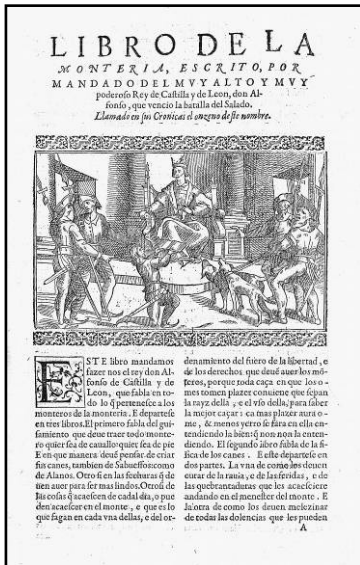 LIBRO DE LA
MONTERIA, ESCRITO, POR
MANDADO DEL MVY ALTO Y MVY
poderoso Rey de Castilla y de Leon, don Al-
fonso, que vencio la batalla del Salado.
Llamado en sus Cronicas el onzeno deste nombre.
ESTE libro mandamos
fazer nos el rey don Al-
fonso de Castilla y de
Leon, que fabla en to-
do lo q̃ pertenesce a los
monteros de la monteria. E departese
en tres libros. El primero fabla del gui-
samiento que deue traer todo monte-
ro quier sea de cauallo quier sea de pie
E en que manera deuẽ pensar de criar
sus canes, tambien de Sabuessos como
de Alanos. Otro si en las fechuras q̃ de
uen auer para ser mas lindos. Otrosi de
las cosas q̃ acaescen de cadal dia, o pue
den acaescer en el monte, e que es lo
que fagan en cada vna dellas, e del or-
denamiento del fuero de la libertad, e
de los derechos que deuẽ auer los mõ-
teros, porque toda caça en que los o-
mes tomen plazer conuiene que sepan
la rayz della, e el vso della, para saber
la mejor caçar: ca mas plazer aura o-
me, & menos yerro se fara en ella en-
tendiendo la bien: q̃ non non la enten-
diendo. El segundo libro fabla de la fi-
sica de los canes. E este departese en
dos partes. La vna de como los deuen
curar de la rauia, e de las feridas, e de
las quebrantaduras que les acaesciere
andando en el menester del monte. E
la otra de como los deuen melezinar
de todas las dolencias que les pueden
A